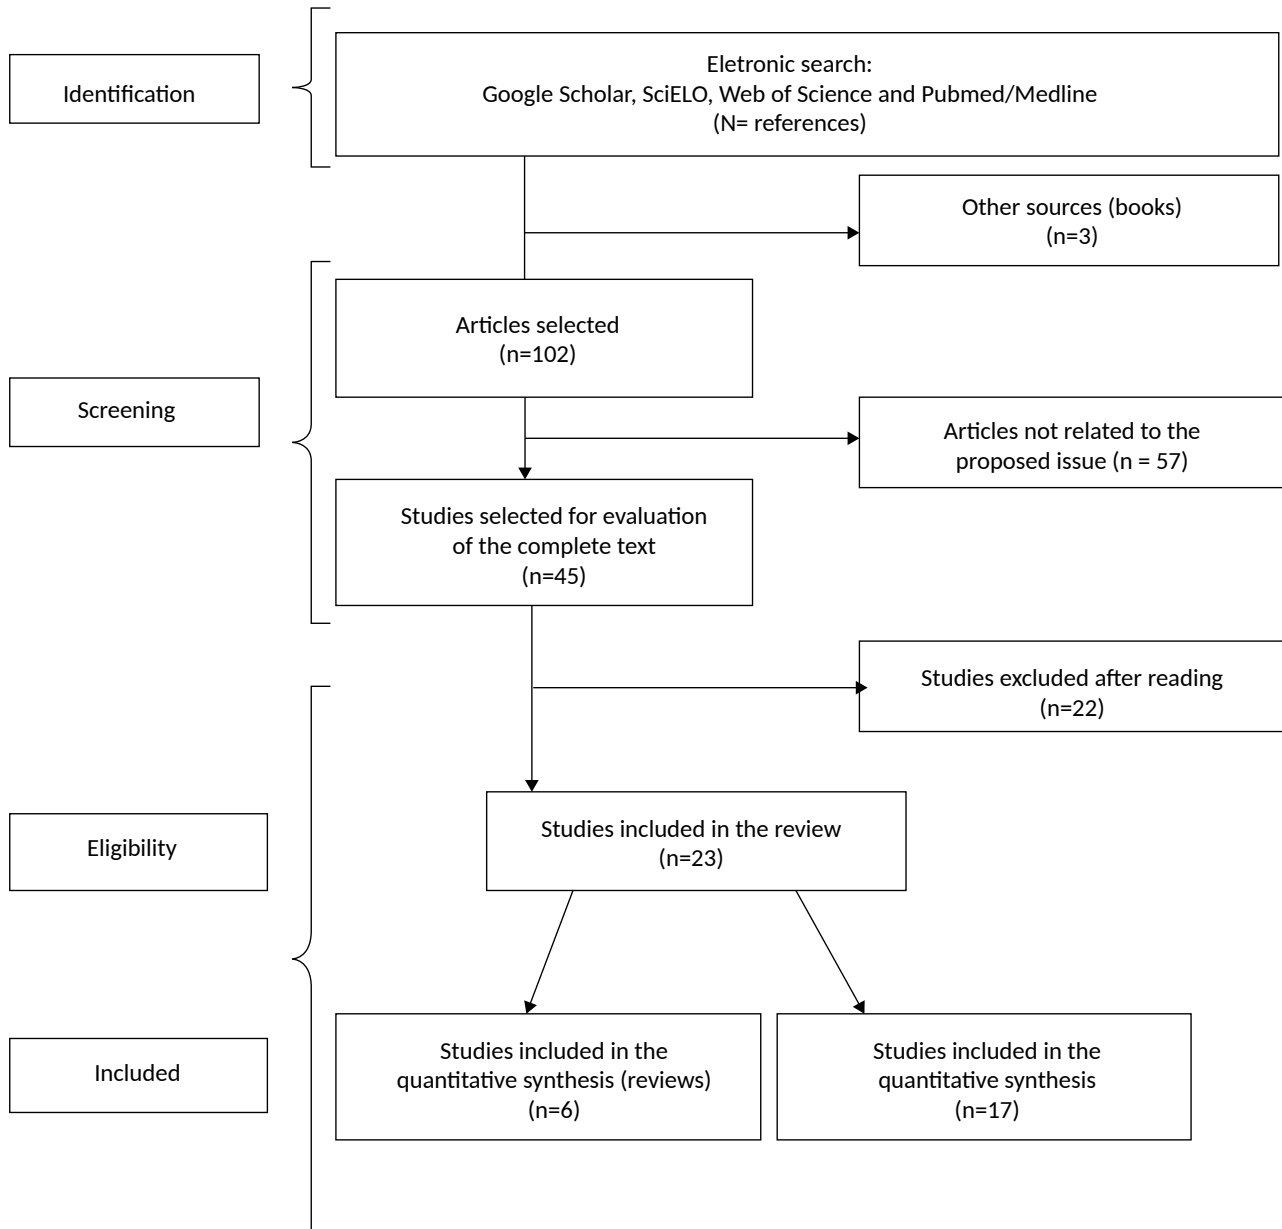 Identification
Eletronic search:
Google Scholar, SciELO, Web of Science and Pubmed/Medline
(N= references)
Other sources (books)
(n=3)
Articles selected
(n=102)
Screening
Articles not related to the
proposed issue (n = 57)
Studies selected for evaluation
of the complete text
(n=45)
Studies excluded after reading
(n=22)
Eligibility
Studies included in the review
(n=23)
Included
Studies included in the
quantitative synthesis (reviews)
(n=6)
Studies included in the
quantitative synthesis
(n=17)